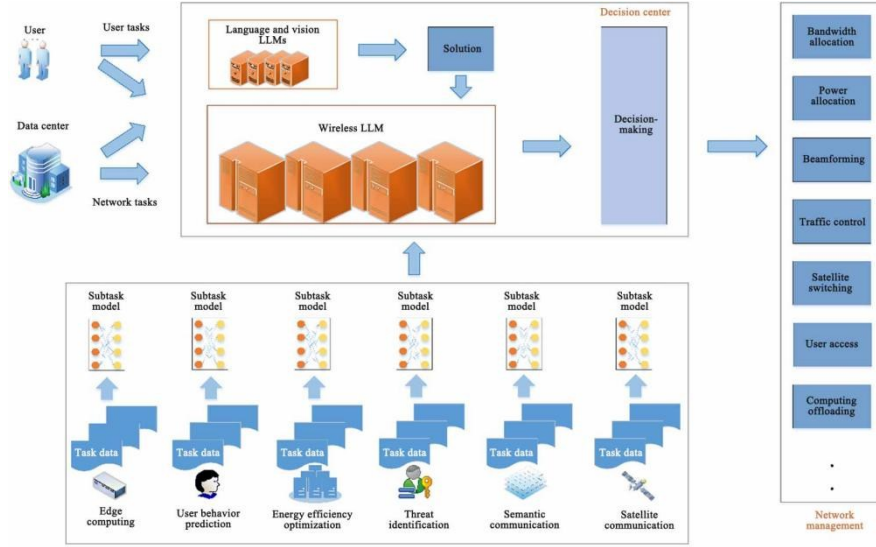 User
User tasks
Data center
Network tasks
Decision center
Language and vision
LLMs
Solution
Wireless LLM
Decision-
making
Bandwidth
allocation
Power
allocation
Beamforming
Traffic control
Satellite
switching
User access
Computing
offloading
Network
management
Subtask
model
Subtask
model
Subtask
model
Subtask
model
Subtask
model
Subtask
model
Task data
Task data
Task data
Task data
Task data
Task data
Edge
computing
User behavior
prediction
Energy efficiency
optimization
Threat
identification
Semantic
communication
Satellite
communication